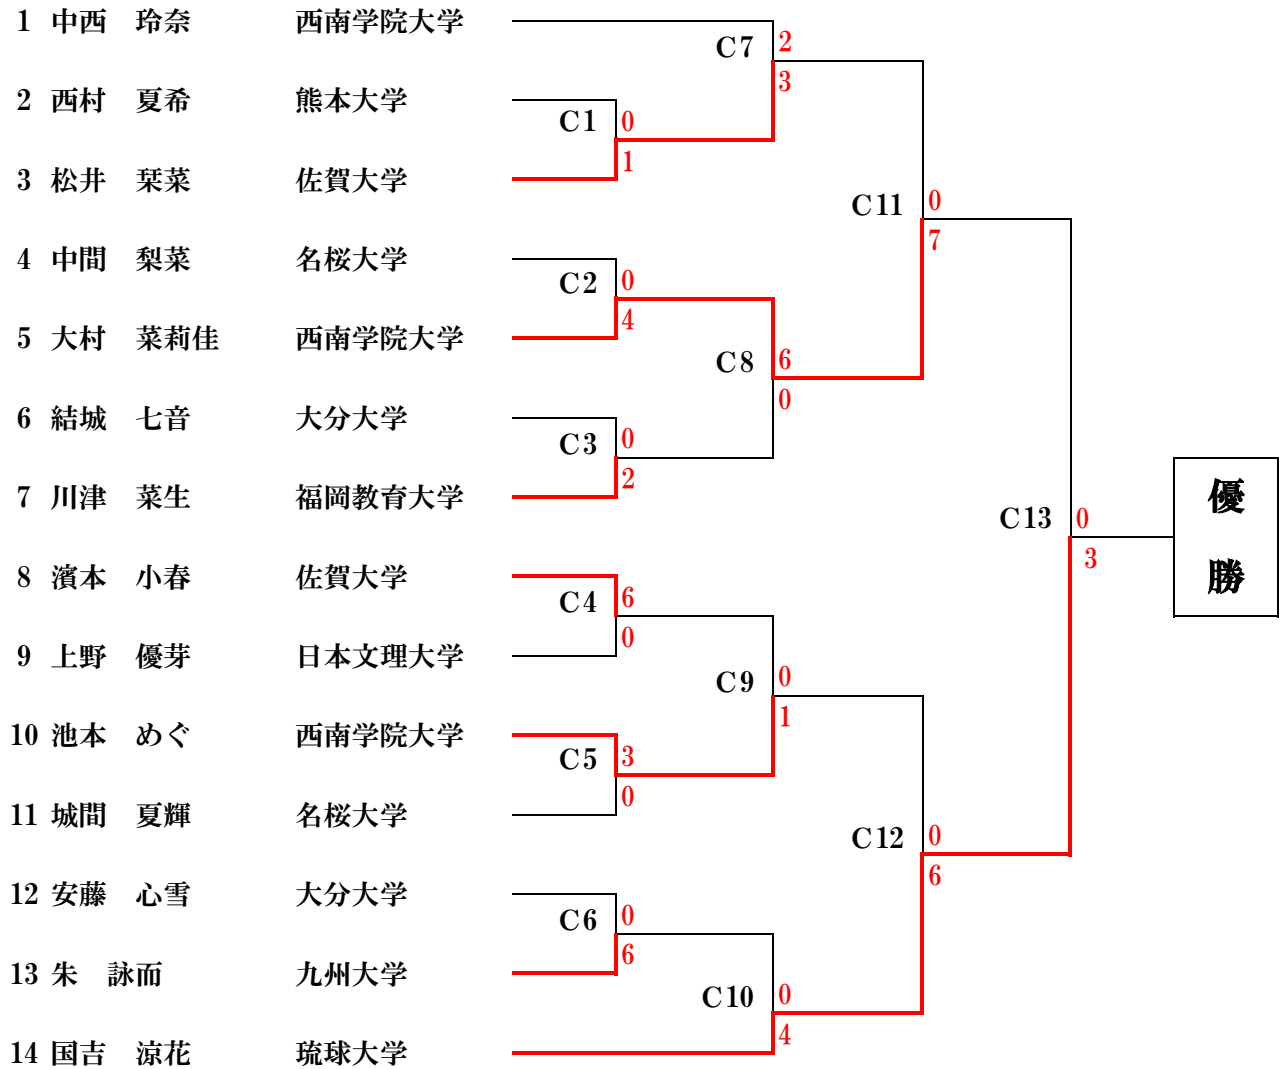 1 中西 玲奈 西南学院大学
C7 2
3
2 西村 夏希 熊本大学
C1 0
1
3 松井 栞菜 佐賀大学
C11 0
7
4 中間 梨菜 名桜大学
C2 0
4
5 大村 菜莉佳 西南学院大学
C8 6
0
6 結城 七音 大分大学
C3 0
2
7 川津 菜生 福岡教育大学
優
勝
C13 0
3
8 濱本 小春 佐賀大学
C4 6
0
9 上野 優芽 日本文理大学
C9 0
1
10 池本 めぐ 西南学院大学
C5 3
0
11 城間 夏輝 名桜大学
C12 0
6
12 安藤 心雪 大分大学
C6 0
6
13 朱 詠而 九州大学
C10 0
4
14 国吉 涼花 琉球大学